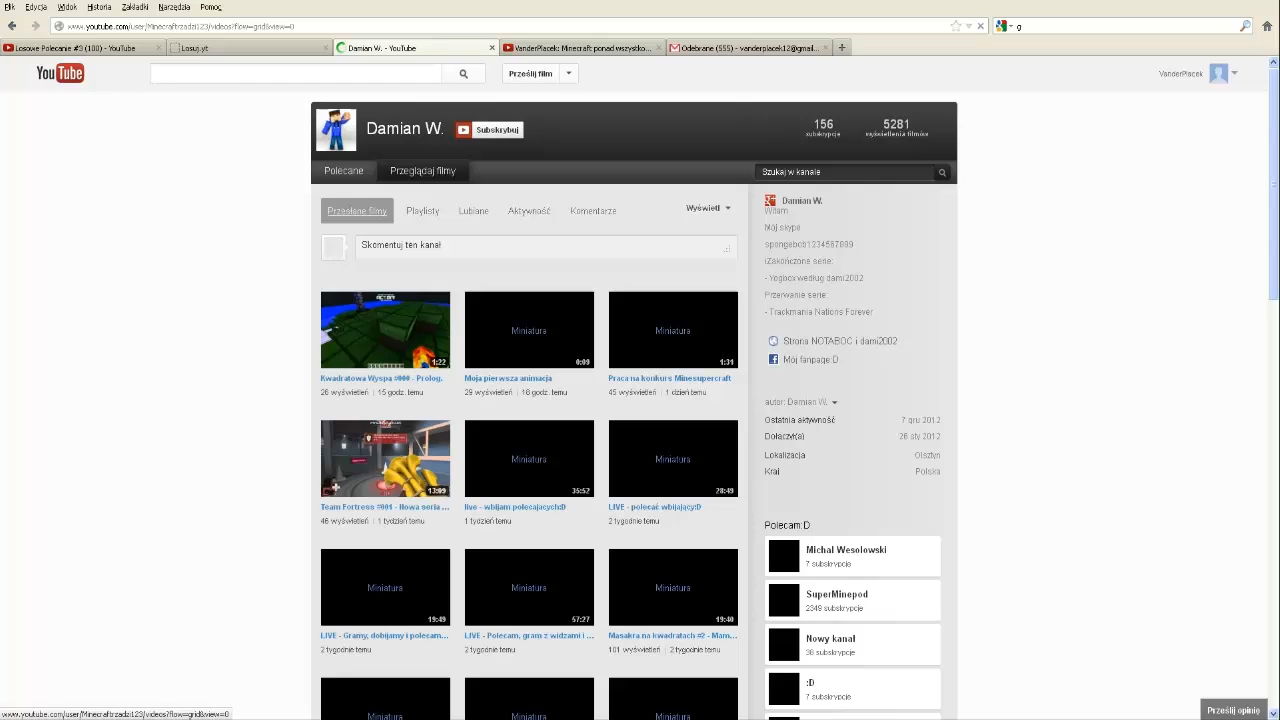 Plik Edycja Widok Historia Zakładki Narzędzia Pomoc
www.youtube.com/user/Minecraftrzadzi123/videos?flow=grid&view=0
g
Losowe Polecanie #3 (100) - YouTube
Losuj.yt
Damian W. - YouTube
VanderPlacek: Minecraft ponad wszystko...
Odebrane (555) - vanderplacek12@gmail...
YouTube
Prześlij film
VanderPlacek
Damian W.
Subskrybuj
156
subskrypcje
5281
wyświetlenia filmów
Polecane
Przeglądaj filmy
Szukaj w kanale
Przesłane filmy
Playlisty
Lubiane
Aktywność
Komentarze
Wyświetl
Skomentuj ten kanał
1:22
Kwadratowa Wyspa #000 - Prolog.
26 wyświetleń | 15 godz. temu
Miniatura
0:09
Moja pierwsza animacja
29 wyświetleń | 18 godz. temu
Miniatura
1:31
Praca na konkurs Minesupercraft
45 wyświetleń | 1 dzień temu
13:09
Team Fortress #001 - Nowa seria ...
46 wyświetleń | 1 tydzień temu
Miniatura
35:52
live - wbijam polecajacych:D
1 tydzień temu
Miniatura
28:49
LIVE - polecać wbijający:D
2 tygodnie temu
Miniatura
19:49
LIVE - Gramy, dobijamy i polecam...
2 tygodnie temu
Miniatura
57:27
LIVE - Polecam, gram z widzami i ...
2 tygodnie temu
Miniatura
19:40
Masakra na kwadratach #2 - Mam...
101 wyświetleń | 2 tygodnie temu
Miniatura
Miniatura
Miniatura
Damian W.
Witam
Mój skype
spongebob1234567899
iZakończone serie:
- Yogbox według dami2002
Przerwanie serie:
- Trackmania Nations Forever
Strona NOTABOC i dami2002
Mój fanpage:D
autor: Damian W.
Ostatnia aktywność 7 gru 2012
Dołączył(a) 26 sty 2012
Lokalizacja Olsztyn
Kraj Polska
Polecam:D
Michał Wesołowski
7 subskrypcje
SuperMinepod
2349 subskrypcje
Nowy kanał
38 subskrypcje
:D
7 subskrypcje
www.youtube.com/user/Minecraftrzadzi123/videos?flow=grid&view=0
Prześlij opinię